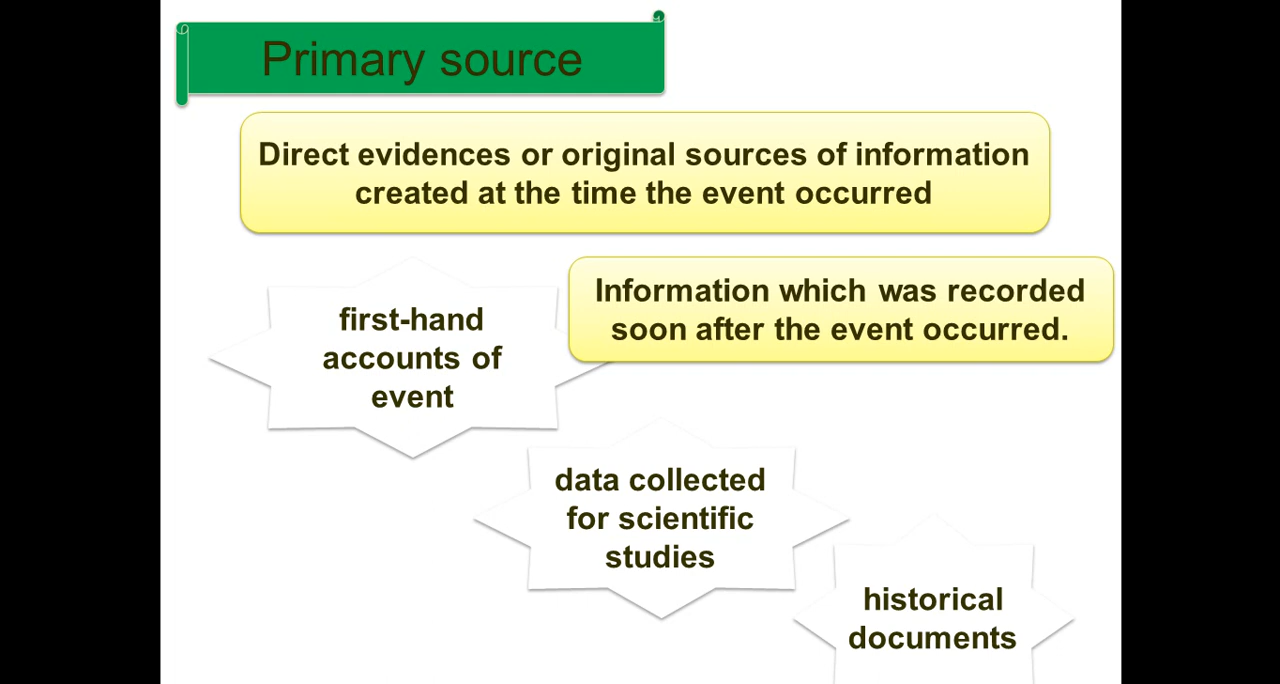 Primary source
Direct evidences or original sources of information
created at the time the event occurred
Information which was recorded
soon after the event occurred.
first-hand
accounts of
event
data collected
for scientific
studies
historical
documents